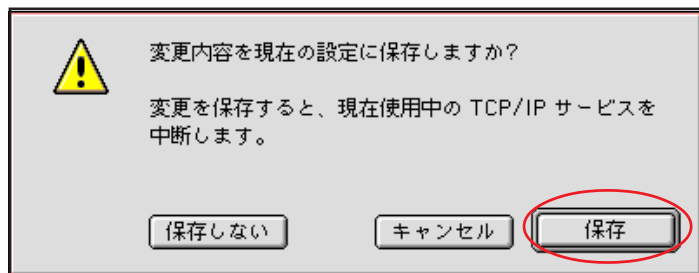 変更内容を現在の設定に保存しますか?
変更を保存すると、現在使用中の TCP/IP サービスを
中断します。
保存しない
キャンセル
保存